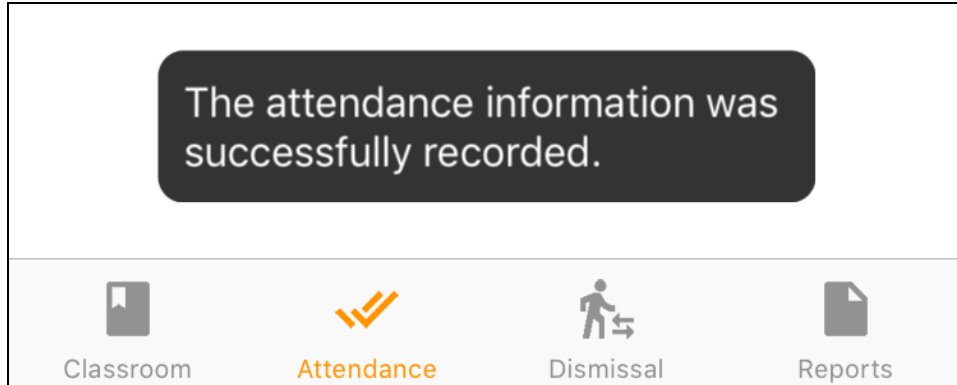 The attendance information was
successfully recorded.
Classroom
Attendance
Dismissal
Reports